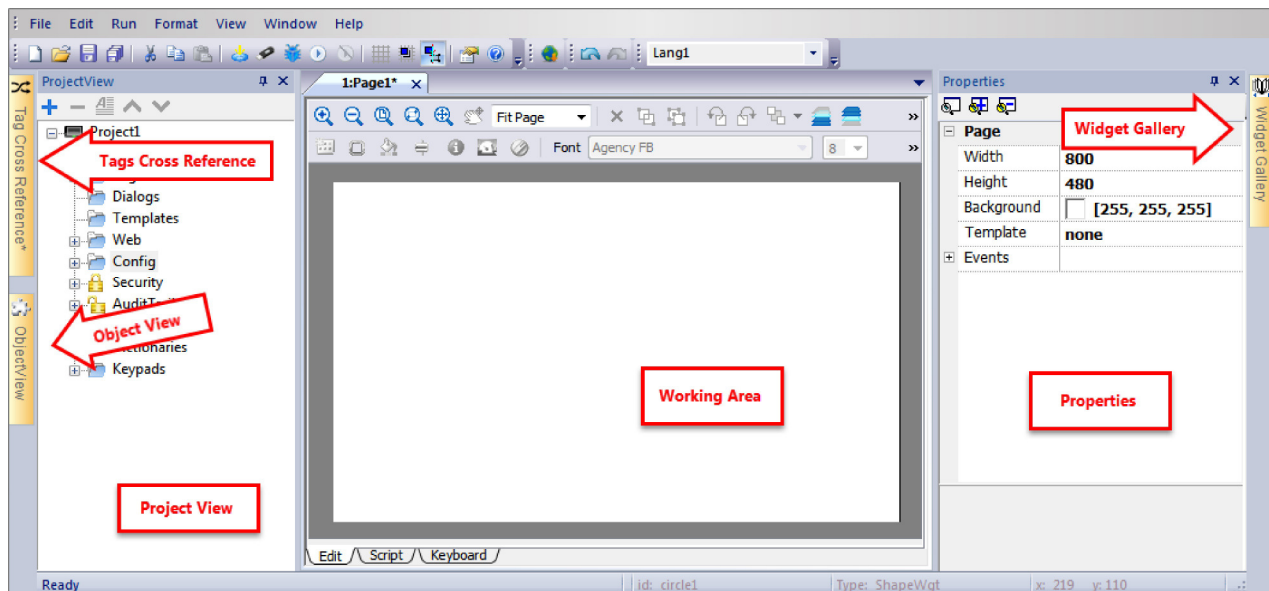 File Edit Run Format View Window Help
Lang1
ProjectView
1:Page1*
Properties
Tag Cross Reference*
ObjectView
Project1
Tags Cross Reference
Dialogs
Templates
Web
Config
Security
Object View
Keypads
Project View
Fit Page
Font Agency FB 8
Working Area
Edit Script Keyboard
Page
Widget Gallery
Width 800
Height 480
Background [255, 255, 255]
Template none
Events
Properties
Widget Gallery
Ready id: circle1 Type: ShapeWgt x: 219 y: 110